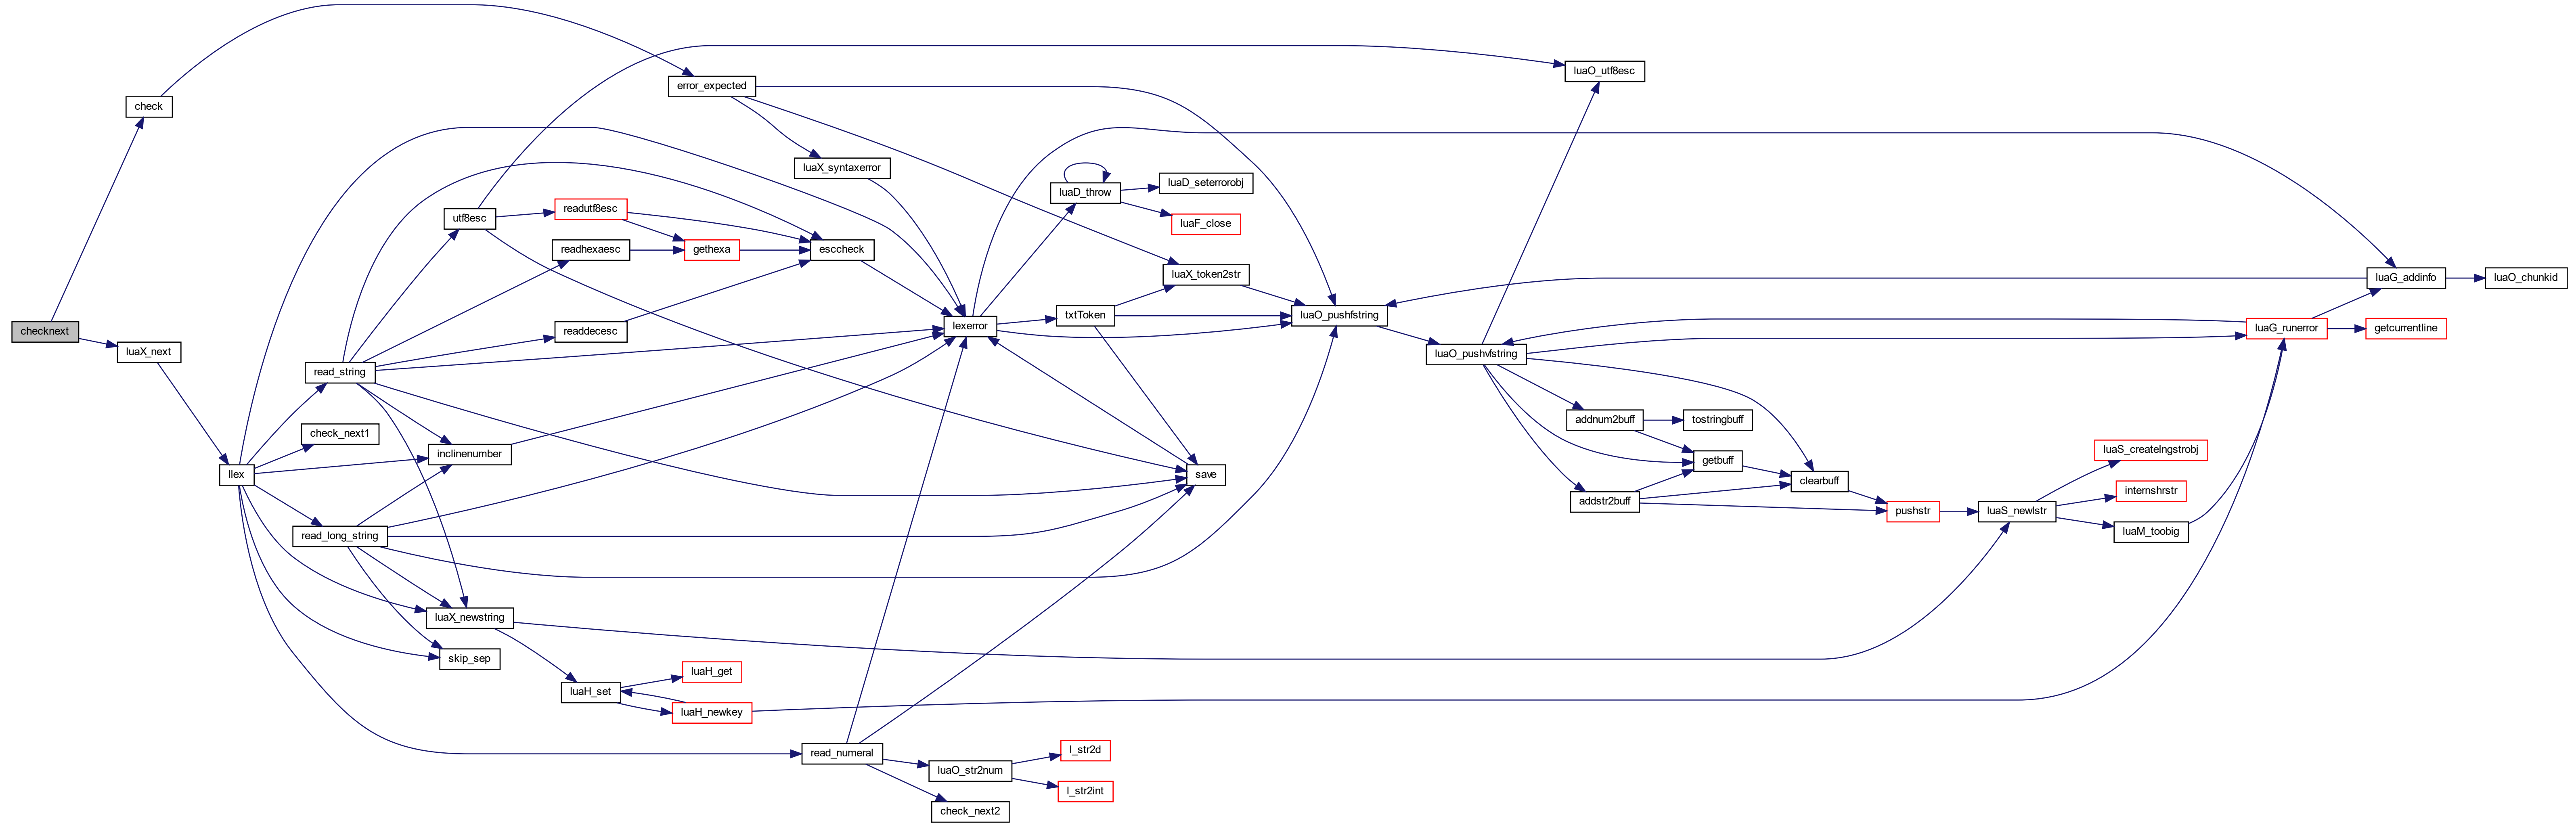 checknext
check
luaX_next
llex
read_string
check_next1
read_long_string
utf8esc
inclinenumber
luaX_newstring
skip_sep
readutf8esc
readhexaesc
readdecesc
luaH_set
error_expected
gethexa
luaH_get
luaH_newkey
luaX_syntaxerror
esccheck
read_numeral
lexerror
luaO_str2num
check_next2
luaD_throw
txtToken
l_str2d
l_str2int
luaD_seterrorobj
luaF_close
luaX_token2str
save
luaO_pushfstring
luaO_pushvfstring
luaO_utf8esc
addnum2buff
addstr2buff
tostringbuff
getbuff
clearbuff
pushstr
luaS_newlstr
luaS_createlngstrobj
internshrstr
luaM_toobig
luaG_runerror
luaG_addinfo
getcurrentline
luaO_chunkid